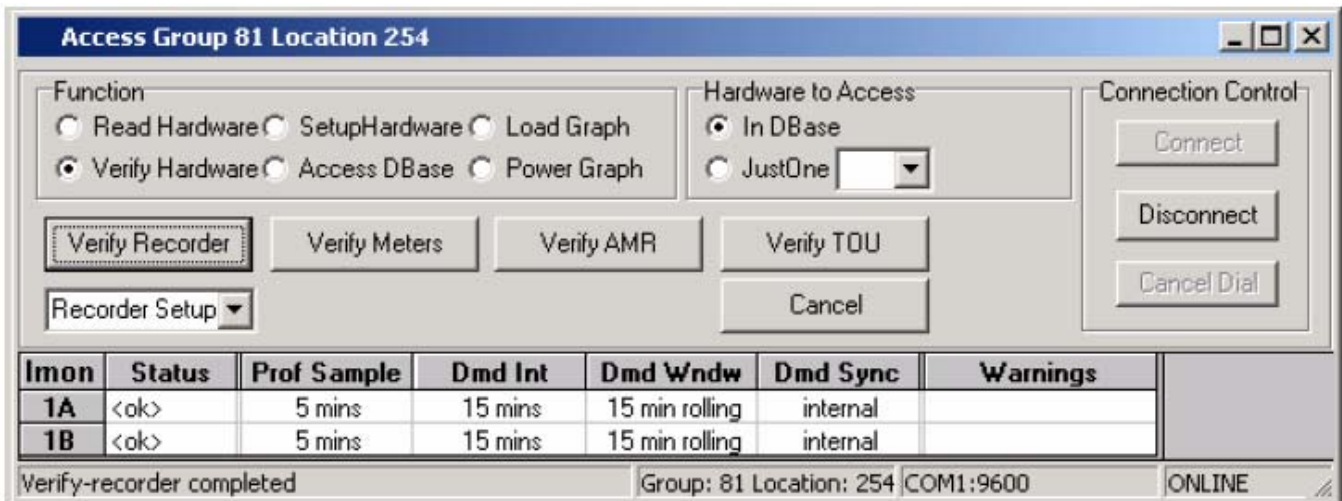 Access Group 81 Location 254
Function
Hardware to Access
Connection Control
Read Hardware SetupHardware Load Graph
In DBase
Connect
Verify Hardware Access DBase Power Graph
JustOne
Disconnect
Verify Recorder Verify Meters Verify AMR Verify TOU
Cancel Dial
Recorder Setup
Cancel
Imon Status Prof Sample Dmd Int Dmd Wndw Dmd Sync Warnings
1A <ok> 5 mins 15 mins 15 min rolling internal
1B <ok> 5 mins 15 mins 15 min rolling internal
Verify-recorder completed Group: 81 Location: 254 COM1:9600 ONLINE